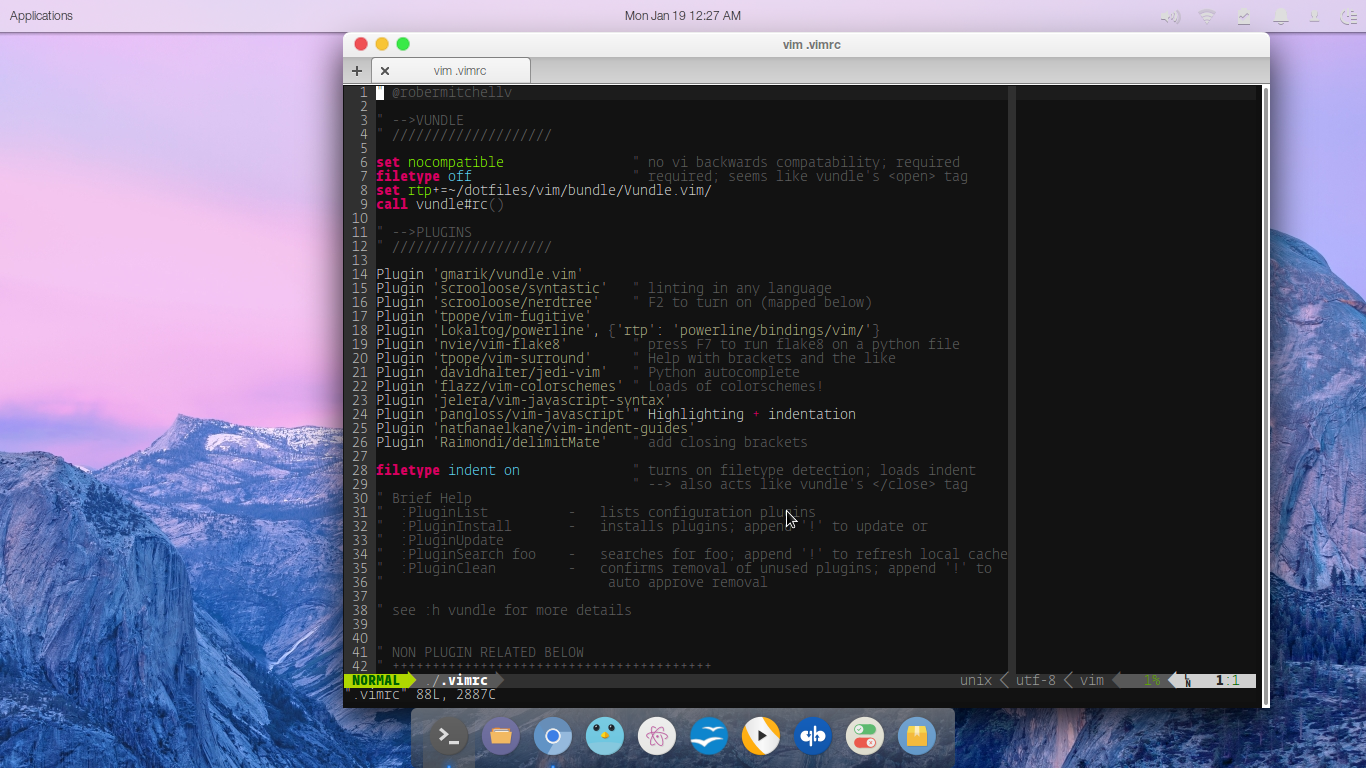 Applications
Mon Jan 19 12:27 AM
vim .vimrc
+ × vim .vimrc
1 " @robermitchellv
2
3 " -->VUNDLE
4 " ////////////////////
5
6 set nocompatible " no vi backwards compatability; required
7 filetype off " required; seems like vundle's <open> tag
8 set rtp+=~/dotfiles/vim/bundle/Vundle.vim/
9 call vundle#rc()
10
11 " -->PLUGINS
12 " ////////////////////
13
14 Plugin 'gmarik/vundle.vim'
15 Plugin 'scrooloose/syntastic' " linting in any language
16 Plugin 'scrooloose/nerdtree' " F2 to turn on (mapped below)
17 Plugin 'tpope/vim-fugitive'
18 Plugin 'Lokaltog/powerline', {'rtp': 'powerline/bindings/vim/'}
19 Plugin 'nvie/vim-flake8' " press F7 to run flake8 on a python file
20 Plugin 'tpope/vim-surround' " Help with brackets and the like
21 Plugin 'davidhalter/jedi-vim' " Python autocomplete
22 Plugin 'flazz/vim-colorschemes' " Loads of colorschemes!
23 Plugin 'jelera/vim-javascript-syntax'
24 Plugin 'pangloss/vim-javascript'" Highlighting + indentation
25 Plugin 'nathanaelkane/vim-indent-guides'
26 Plugin 'Raimondi/delimitMate' " add closing brackets
27
28 filetype indent on " turns on filetype detection; loads indent
29 " --> also acts like vundle's </close> tag
30 " Brief Help
31 " :PluginList - lists configuration plugins
32 " :PluginInstall - installs plugins; append '!' to update or
33 " :PluginUpdate
34 " :PluginSearch foo - searches for foo; append '!' to refresh local cache
35 " :PluginClean - confirms removal of unused plugins; append '!' to
36 " auto approve removal
37
38 " see :h vundle for more details
39
40
41 " NON PLUGIN RELATED BELOW
42 " ++++++++++++++++++++++++++++++++++++++++
NORMAL ./.vimrc unix utf-8 vim 1% LN 1:1
".vimrc" 88L, 2887C